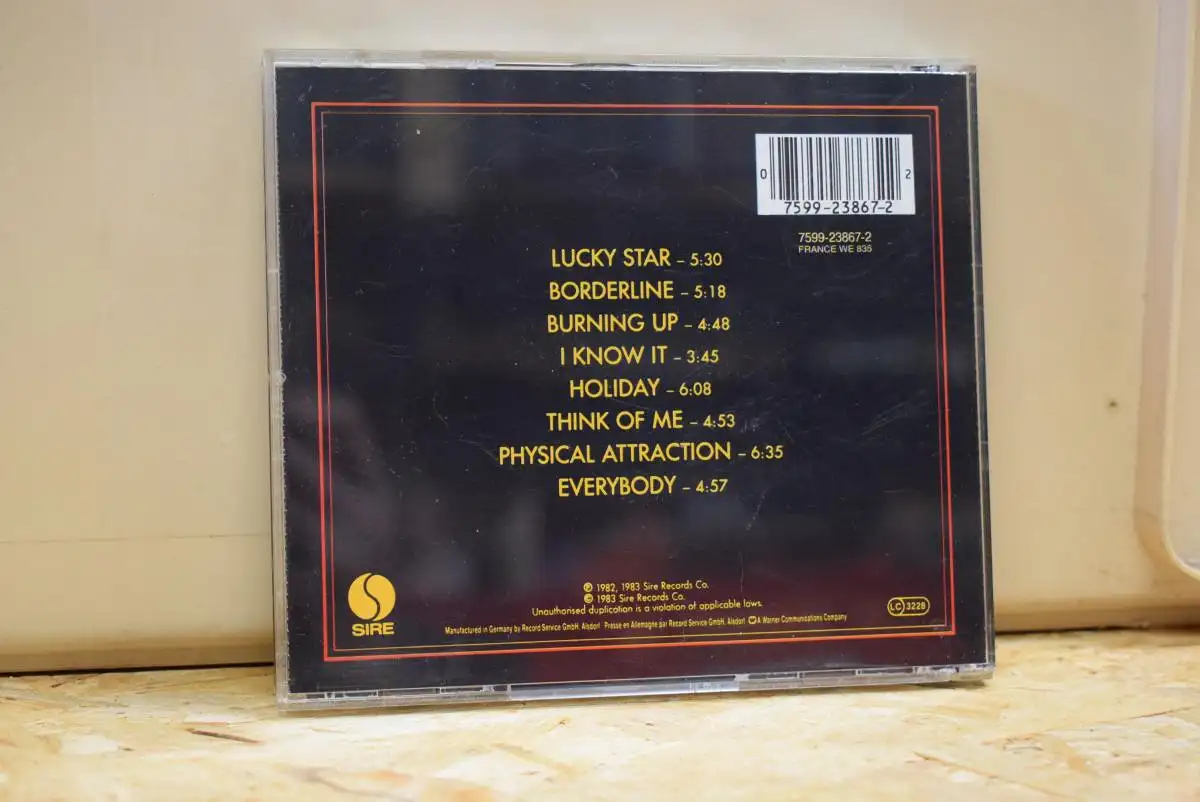 0 2
7599-23867-2
7599-23867-2
FRANCE WE 835
LUCKY STAR – 5:30
BORDERLINE – 5:18
BURNING UP – 4:48
I KNOW IT – 3:45
HOLIDAY – 6:08
THINK OF ME – 4:53
PHYSICAL ATTRACTION – 6:35
EVERYBODY – 4:57
℗ 1982, 1983 Sire Records Co.
© 1983 Sire Records Co.
Unauthorised duplication is a violation of applicable laws.
Manufactured in Germany by Record Service GmbH, Alsdorf Presse en Allemagne par Record Service GmbH, Alsdorf A Warner Communications Company
SIRE
LC 3228